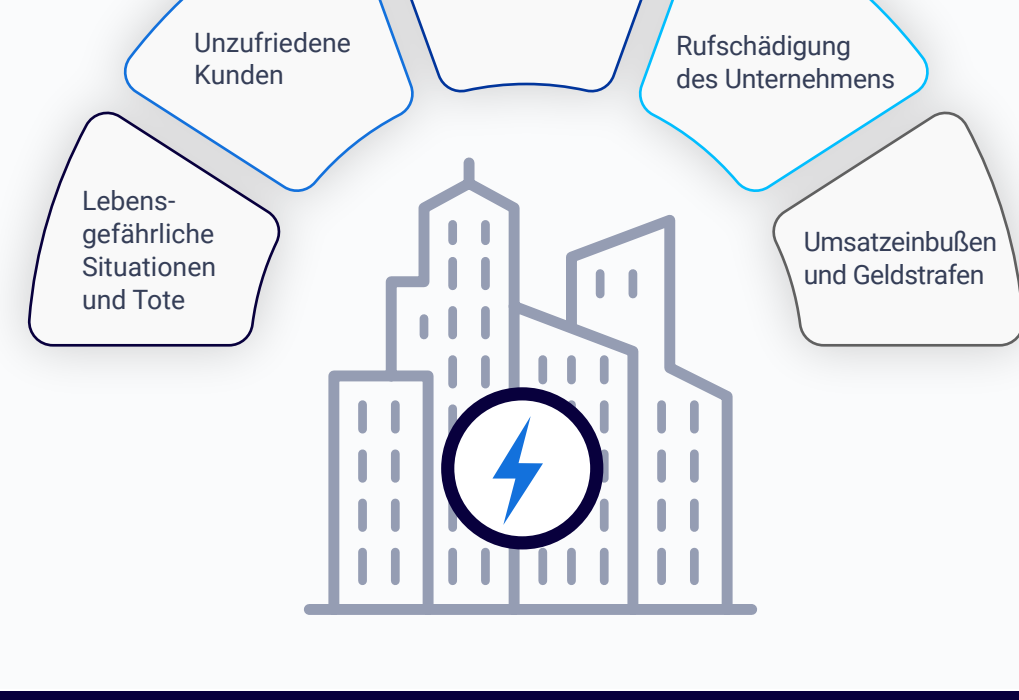 Unzufriedene
Kunden
Rufschädigung
des Unternehmens
Lebens-
gefährliche
Situationen
und Tote
Umsatzeinbußen
und Geldstrafen